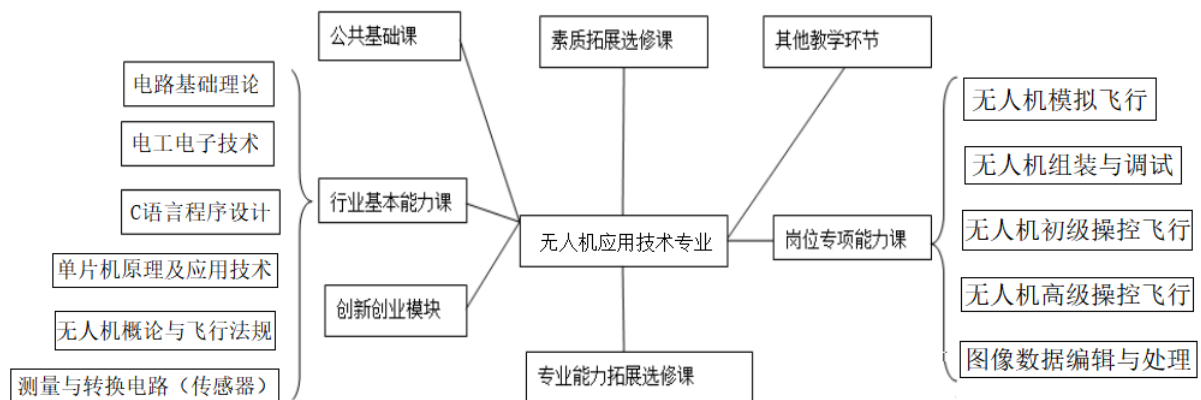 公共基础课
素质拓展选修课
其他教学环节
电路基础理论
电工电子技术
C语言程序设计
单片机原理及应用技术
无人机概论与飞行法规
测量与转换电路（传感器）
行业基本能力课
创新创业模块
无人机应用技术专业
专业能力拓展选修课
岗位专项能力课
无人机模拟飞行
无人机组装与调试
无人机初级操控飞行
无人机高级操控飞行
图像数据编辑与处理